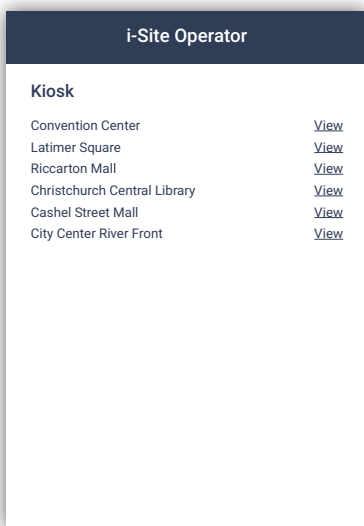 i-Site Operator
Kiosk
Convention Center View
Latimer Square View
Riccarton Mall View
Christchurch Central Library View
Cashel Street Mall View
City Center River Front View